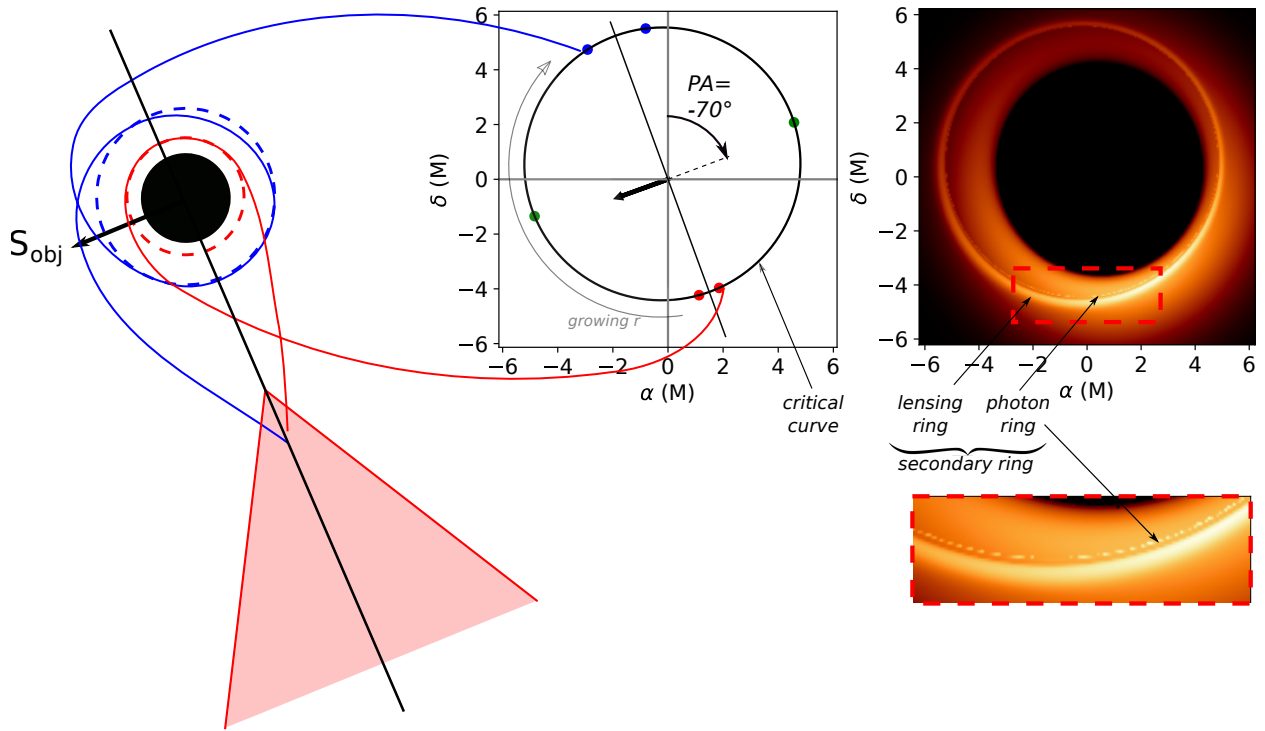 S_obj
6
4
2
0
−2
−4
−6
δ (M)
−6 −4 −2 0 2 4 6
α (M)
PA=
-70°
growing r
critical
curve
6
4
2
0
−2
−4
−6
δ (M)
−6 −4 −2 0 2 4 6
α (M)
lensing
ring
photon
ring
secondary ring